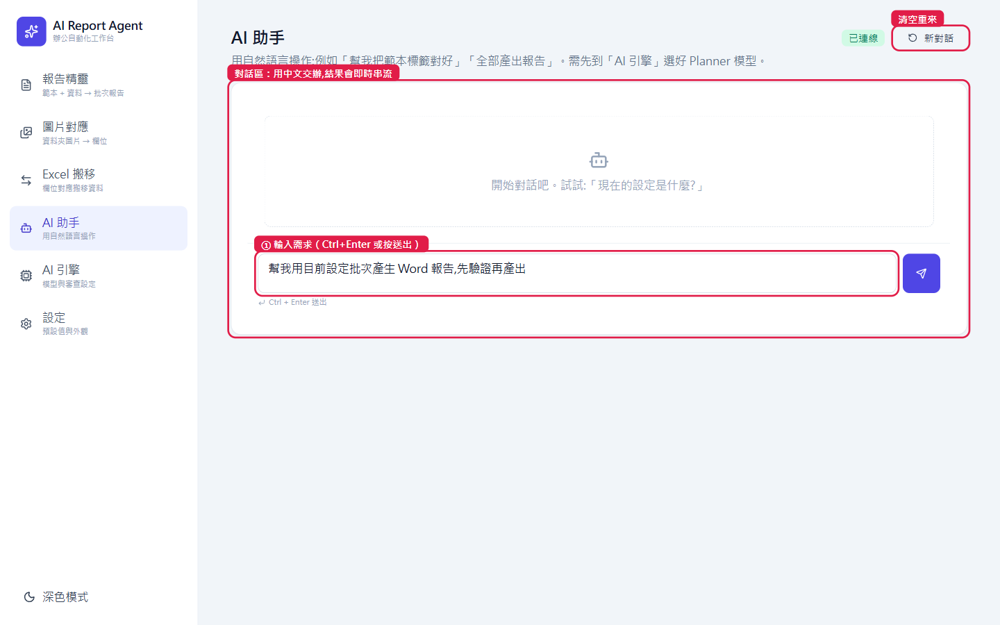 AI Report Agent
辦公自動化工作台
報告精靈
範本 + 資料 → 批次報告
圖片對應
資料夾圖片 → 欄位
Excel 搬移
欄位對應搬移資料
AI 助手
用自然語言操作
AI 引擎
模型與審查設定
設定
預設值與外觀
深色模式
AI 助手
用自然語言操作:例如「幫我把範本標籤對好」「全部產出報告」。需先到「AI 引擎」選好 Planner 模型。
已連線
清空重來
新對話
對話區：用中文交辦,結果會即時串流
開始對話吧。試試:「現在的設定是什麼?」
① 輸入需求（Ctrl+Enter 或按送出）
幫我用目前設定批次產生 Word 報告,先驗證再產出
↵ Ctrl + Enter 送出